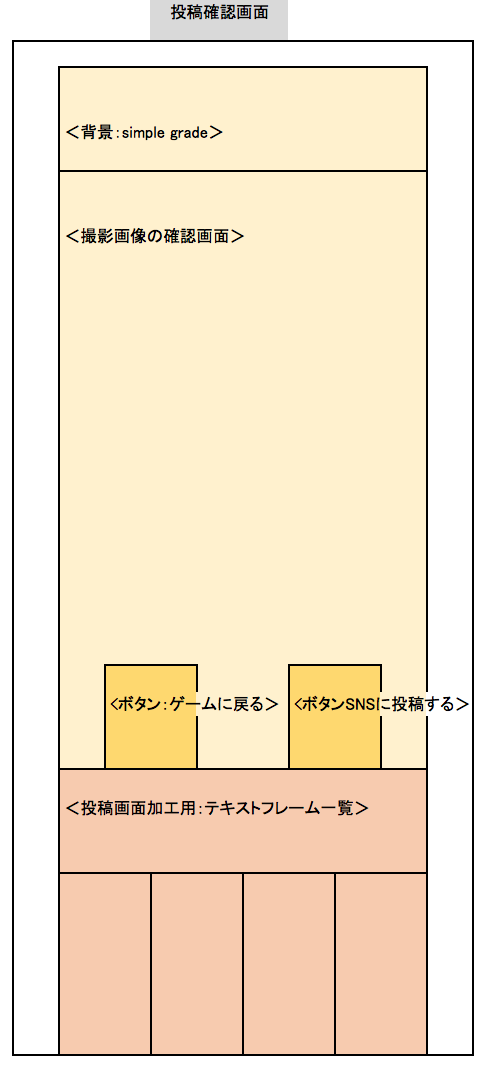 投稿確認画面
＜背景：simple grade＞
＜撮影画像の確認画面＞
<ボタン：ゲームに戻る＞
<ボタンSNSに投稿する＞
＜投稿画面加工用：テキストフレーム一覧＞